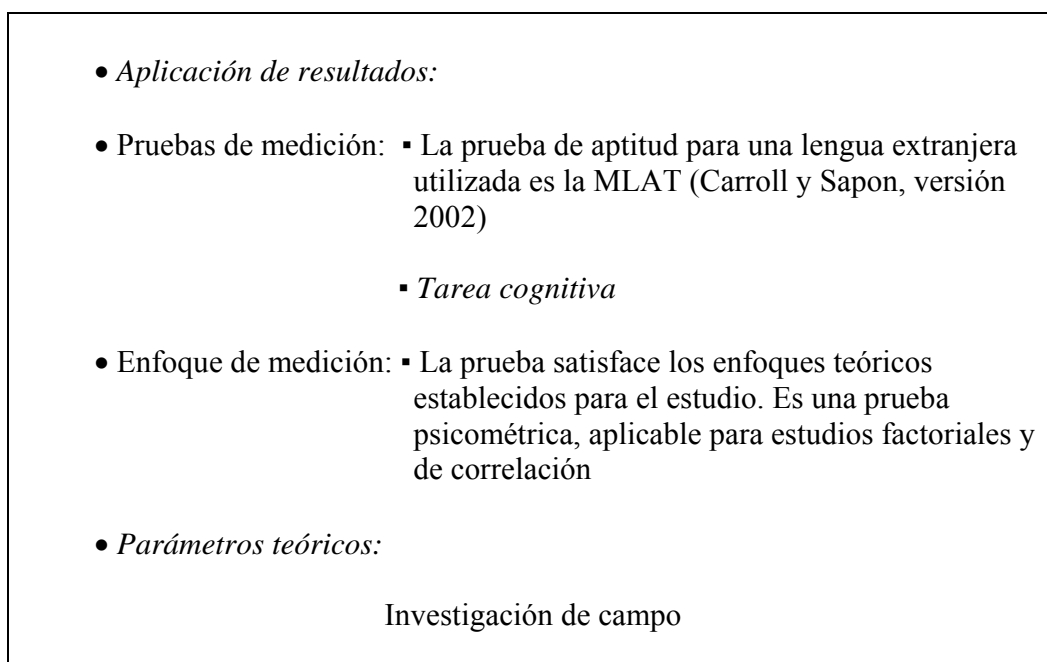 • Aplicación de resultados:
• Pruebas de medición: ▪ La prueba de aptitud para una lengua extranjera
utilizada es la MLAT (Carroll y Sapon, versión
2002)
▪ Tarea cognitiva
• Enfoque de medición: ▪ La prueba satisface los enfoques teóricos
establecidos para el estudio. Es una prueba
psicométrica, aplicable para estudios factoriales y
de correlación
• Parámetros teóricos:
Investigación de campo